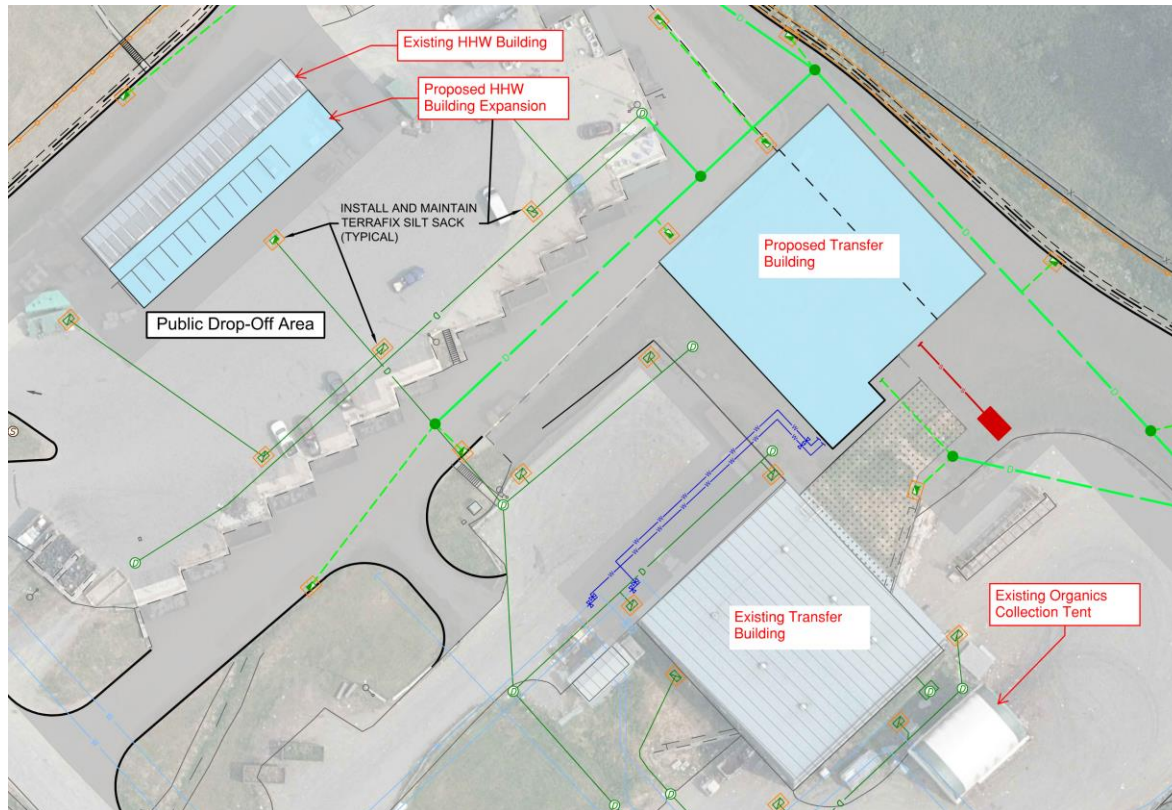 Existing HHW Building
Proposed HHW
Building Expansion
INSTALL AND MAINTAIN
TERRAFIX SILT SACK
(TYPICAL)
Proposed Transfer
Building
Public Drop-Off Area
Existing Transfer
Building
Existing Organics
Collection Tent
S
D
D
D
D
D
D
D
D
D
D
D
W
W
W
W
W
W